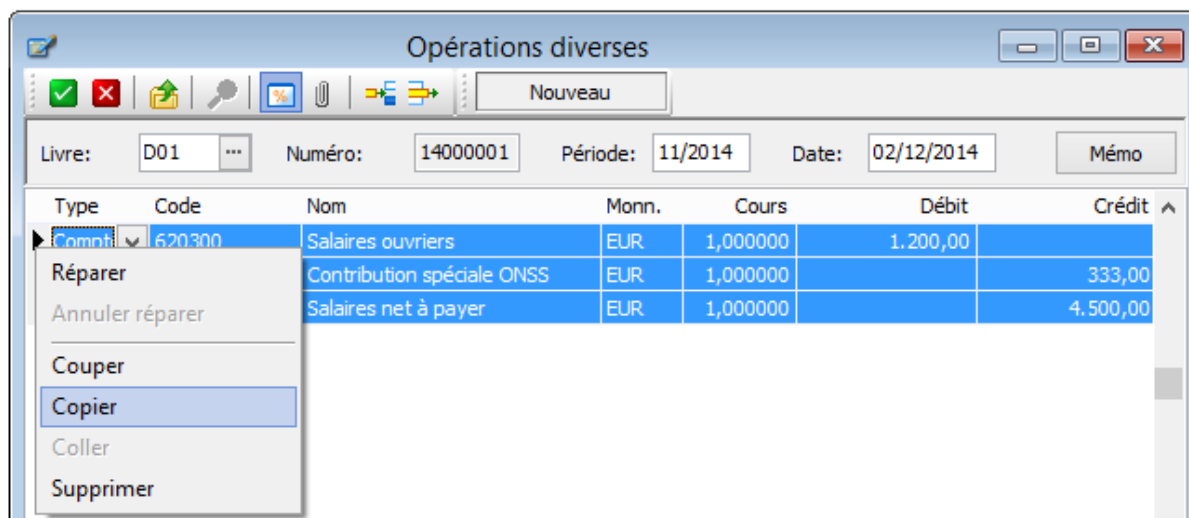 Opérations diverses
Nouveau
Livre: D01 ... Numéro: 14000001 Période: 11/2014 Date: 02/12/2014 Mémo
Type Code Nom Monn. Cours Débit Crédit
Compt 620300 Salaires ouvriers EUR 1,000000 1.200,00
Contribution spéciale ONSS EUR 1,000000 333,00
Salaires net à payer EUR 1,000000 4.500,00
Réparer
Annuler réparer
Couper
Copier
Coller
Supprimer